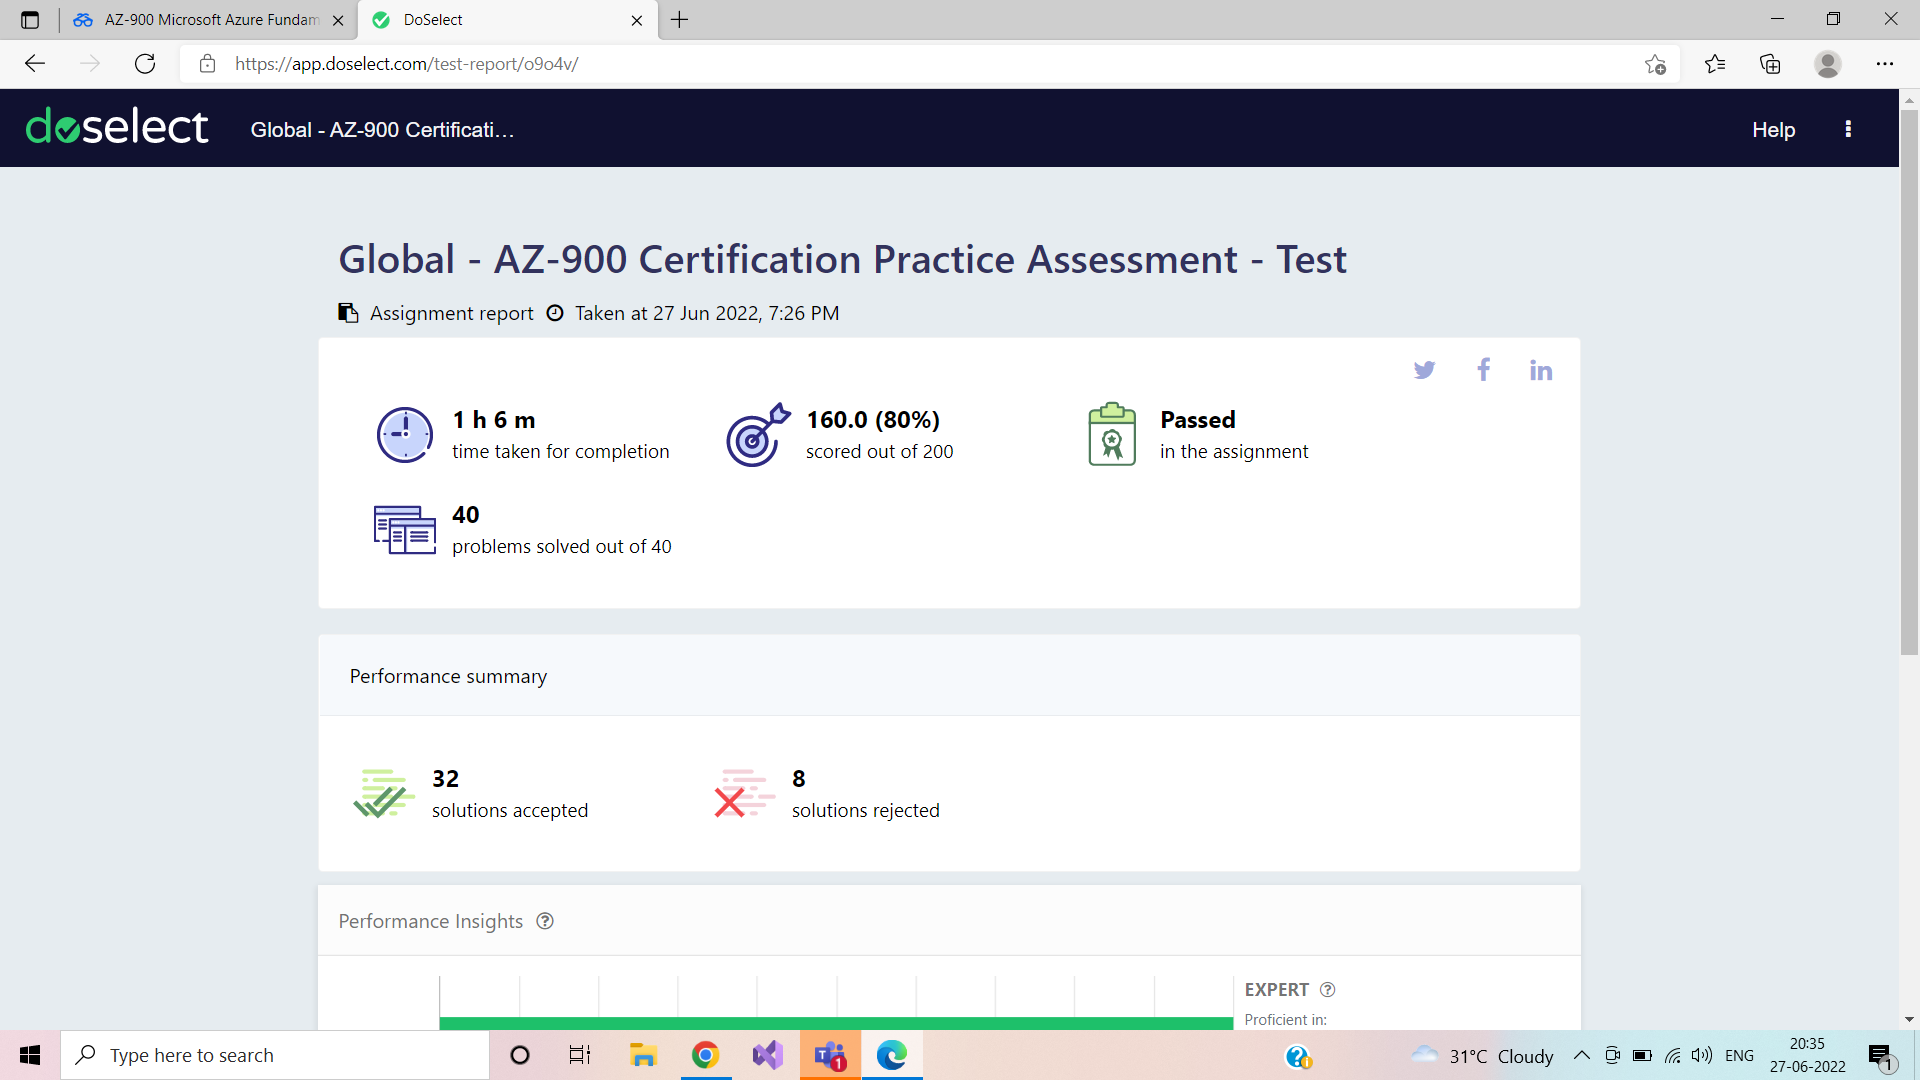 AZ-900 Microsoft Azure Fundam
DoSelect
https://app.doselect.com/test-report/o9o4v/
doselect
Global - AZ-900 Certificati...
Help
Global - AZ-900 Certification Practice Assessment - Test
Assignment report Taken at 27 Jun 2022, 7:26 PM
1 h 6 m
time taken for completion
160.0 (80%)
scored out of 200
Passed
in the assignment
40
problems solved out of 40
Performance summary
32
solutions accepted
8
solutions rejected
Performance Insights
EXPERT
Proficient in:
Type here to search
1
31°C Cloudy
ENG
20:35
27-06-2022
1